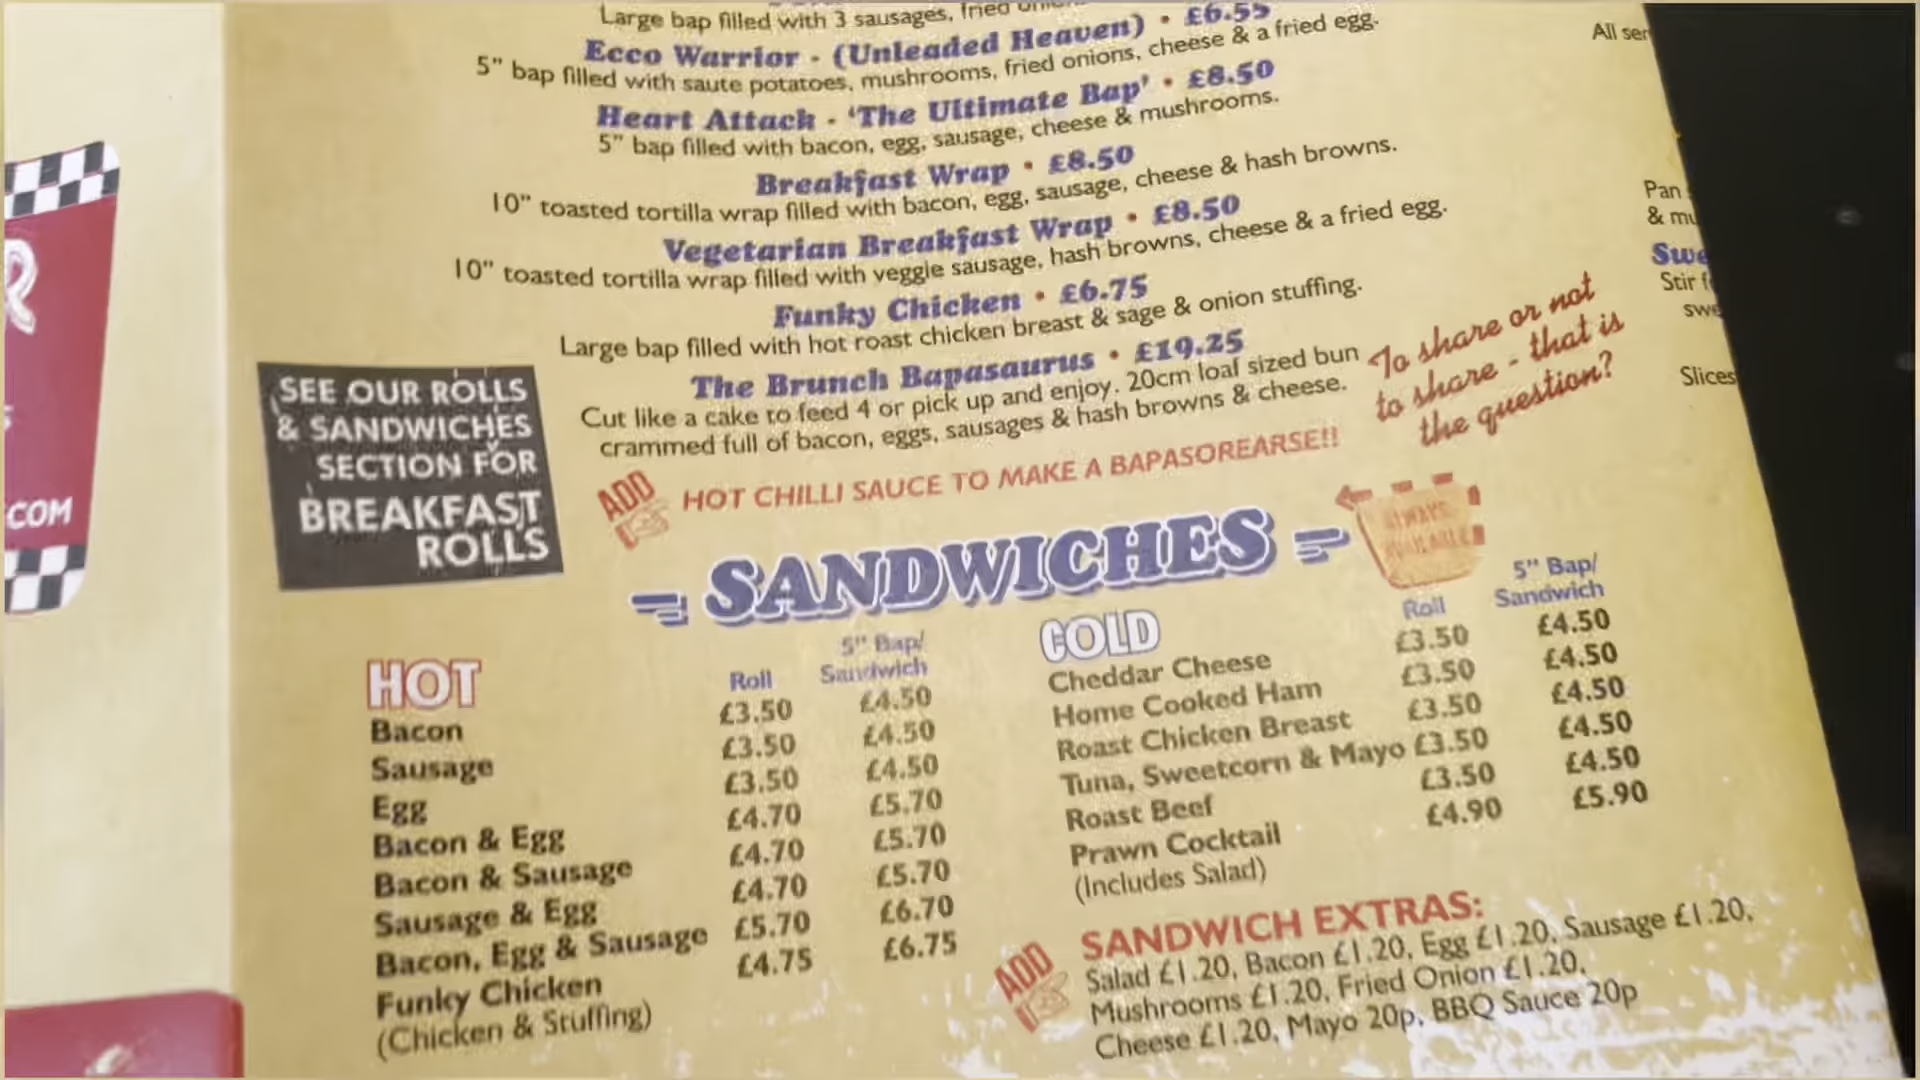 Large bap filled with 3 sausages, fried
Ecco Warrior - (Unleaded Heaven) • £6.55
5" bap filled with saute potatoes, mushrooms, fried onions, cheese & a fried egg.
Heart Attack - 'The Ultimate Bap' • £8.50
5" bap filled with bacon, egg, sausage, cheese & mushrooms.
Breakfast Wrap • £8.50
10" toasted tortilla wrap filled with bacon, egg, sausage, cheese & hash browns.
Vegetarian Breakfast Wrap • £8.50
10" toasted tortilla wrap filled with veggie sausage, hash browns, cheese & a fried egg.
Funky Chicken • £6.75
Large bap filled with hot roast chicken breast & sage & onion stuffing.
The Brunch Bapasaurus • £19.25
Cut like a cake to feed 4 or pick up and enjoy. 20cm loaf sized bun
crammed full of bacon, eggs, sausages & hash browns & cheese.
To share or not
to share - that is
the question?
ADD HOT CHILLI SAUCE TO MAKE A BAPASOREARSE!!
SEE OUR ROLLS
& SANDWICHES
SECTION FOR
BREAKFAST
ROLLS
.COM
SANDWICHES
ALWAYS
AVAILABLE
HOT
Roll 5" Bap/ Sandwich
Bacon £3.50 £4.50
Sausage £3.50 £4.50
Egg £3.50 £4.50
Bacon & Egg £4.70 £5.70
Bacon & Sausage £4.70 £5.70
Sausage & Egg £4.70 £5.70
Bacon, Egg & Sausage £5.70 £6.70
Funky Chicken £4.75 £6.75
(Chicken & Stuffing)
COLD
Roll 5" Bap/ Sandwich
Cheddar Cheese £3.50 £4.50
Home Cooked Ham £3.50 £4.50
Roast Chicken Breast £3.50 £4.50
Tuna, Sweetcorn & Mayo £3.50 £4.50
Roast Beef £3.50 £4.50
Prawn Cocktail £4.90 £5.90
(Includes Salad)
ADD SANDWICH EXTRAS:
Salad £1.20, Bacon £1.20, Egg £1.20, Sausage £1.20,
Mushrooms £1.20, Fried Onion £1.20,
Cheese £1.20, Mayo 20p, BBQ Sauce 20p
All
Pan
&
Stir
Slices